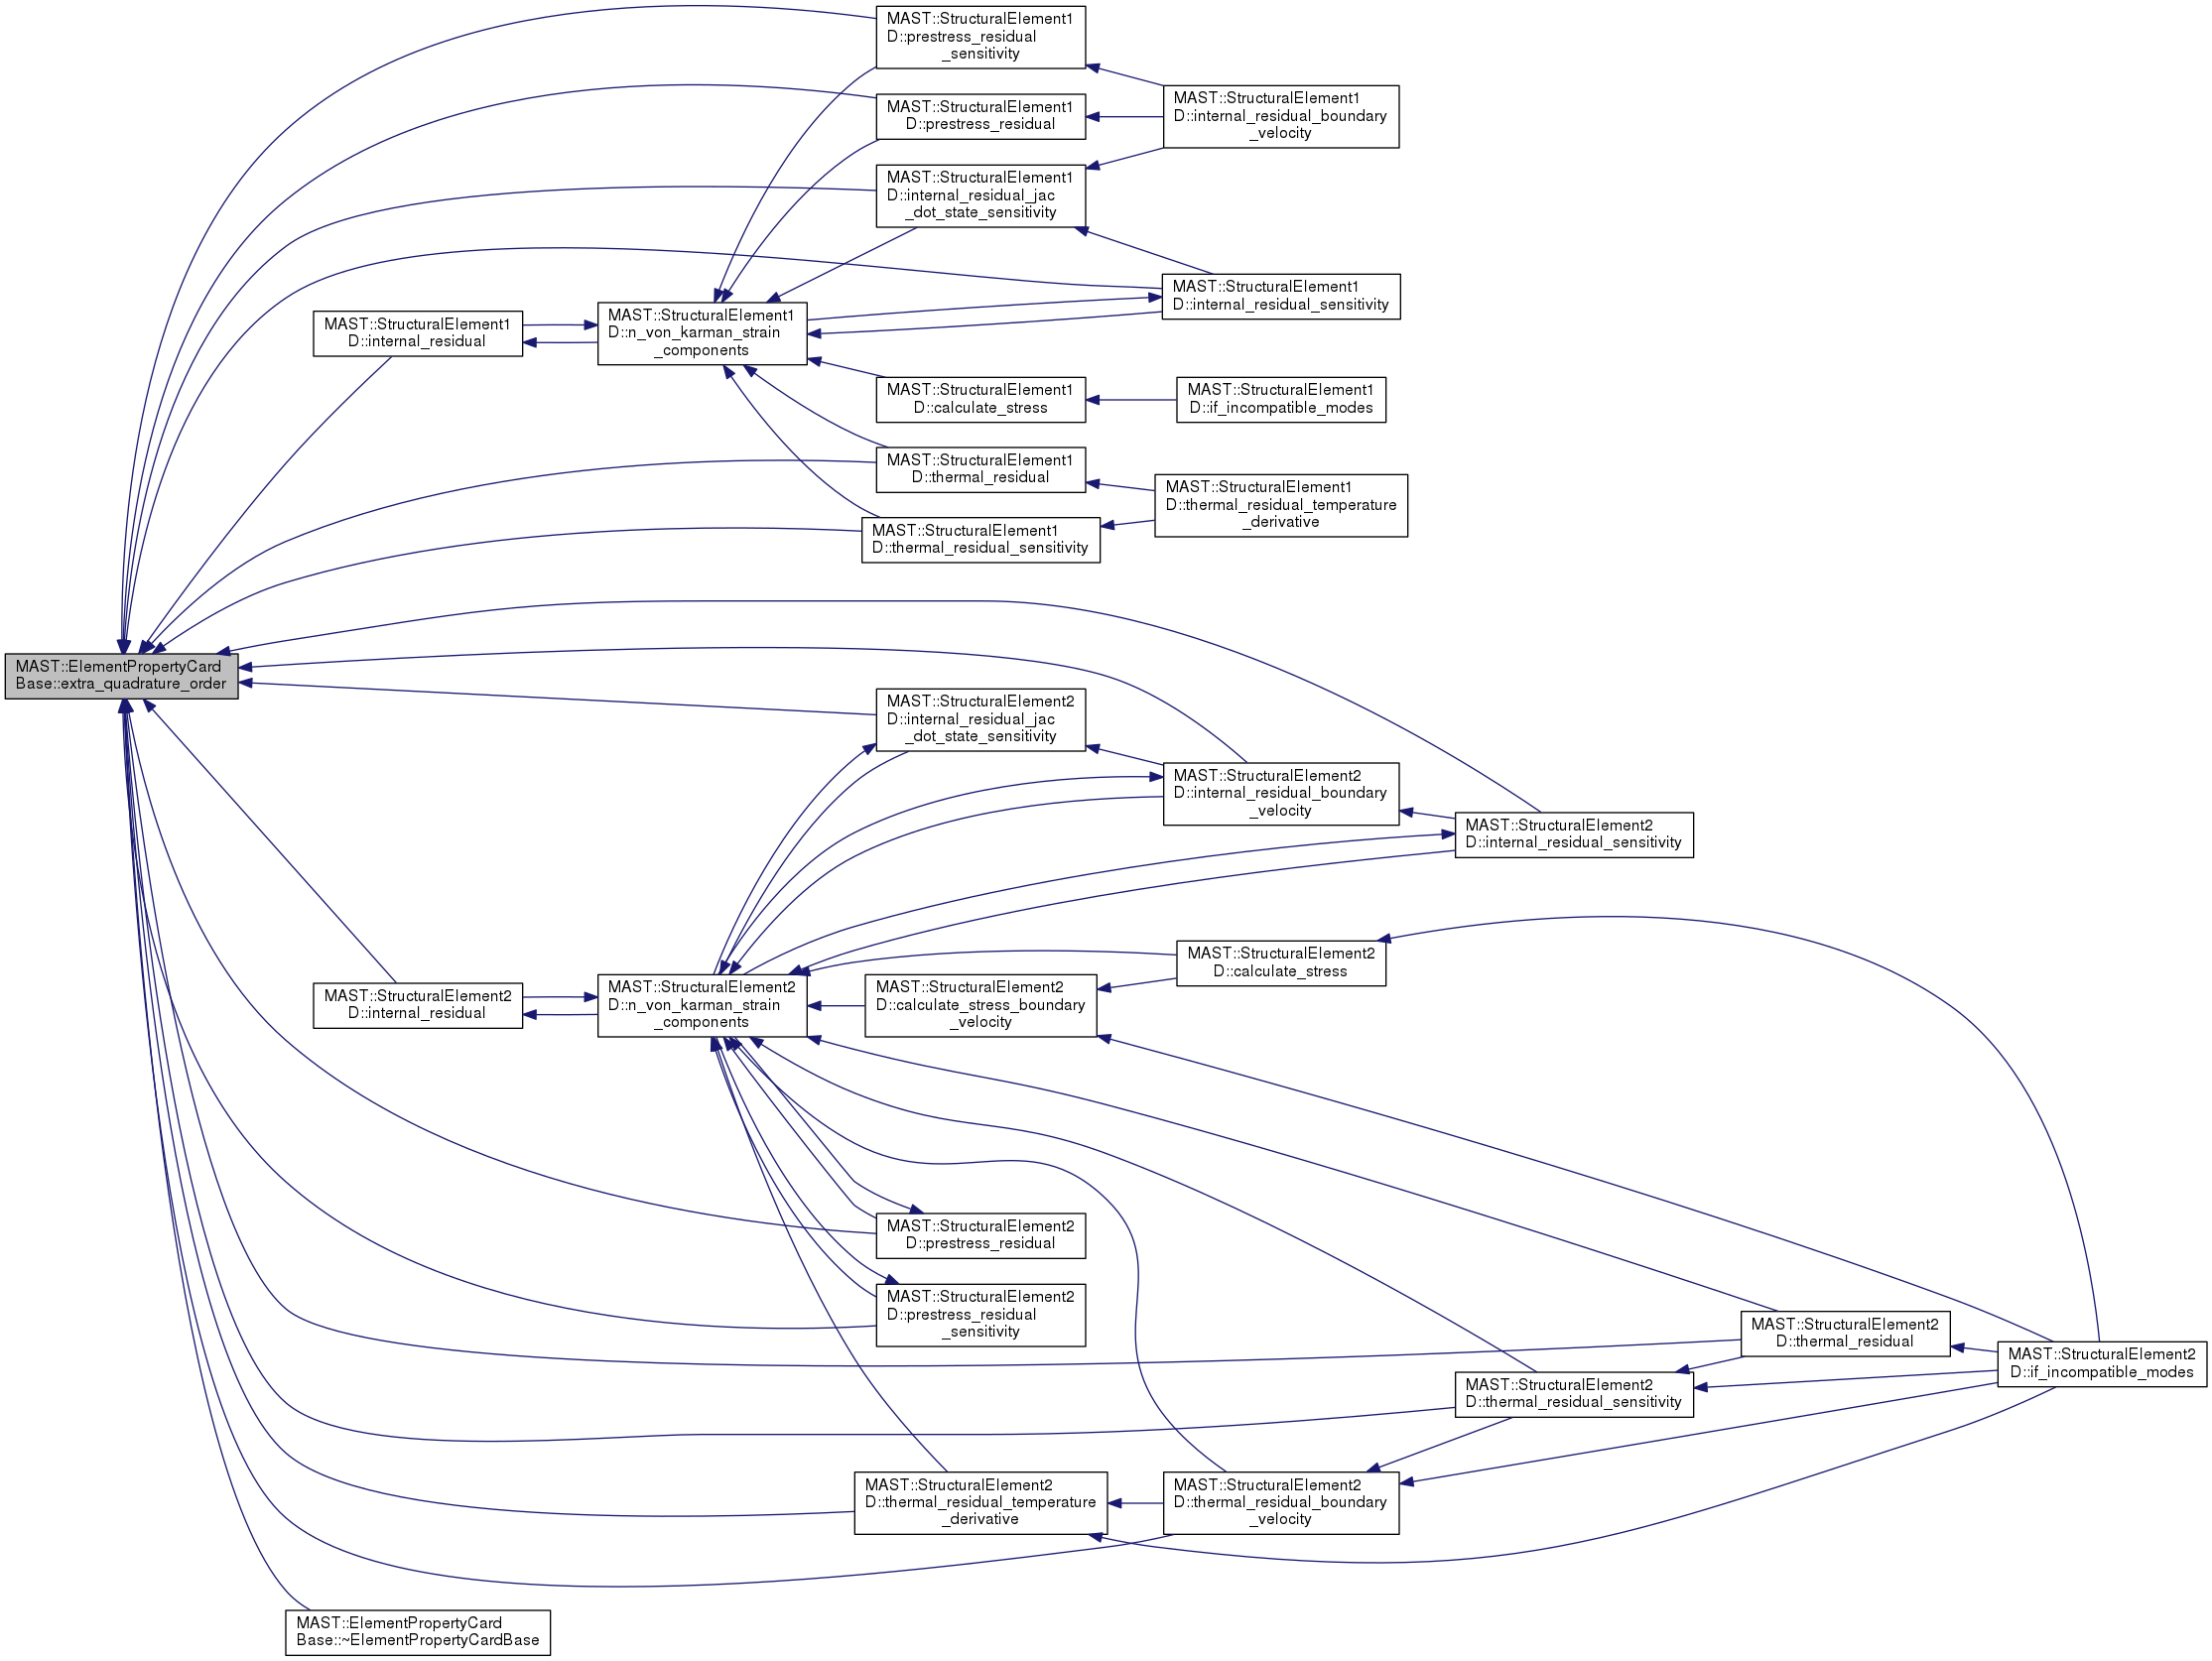 MAST::StructuralElement1
D::prestress_residual
_sensitivity
MAST::StructuralElement1
D::internal_residual_boundary
_velocity
MAST::StructuralElement1
D::prestress_residual
MAST::StructuralElement1
D::internal_residual_jac
_dot_state_sensitivity
MAST::StructuralElement1
D::internal_residual_sensitivity
MAST::StructuralElement1
D::internal_residual
MAST::StructuralElement1
D::n_von_karman_strain
_components
MAST::StructuralElement1
D::calculate_stress
MAST::StructuralElement1
D::if_incompatible_modes
MAST::StructuralElement1
D::thermal_residual
MAST::StructuralElement1
D::thermal_residual_temperature
_derivative
MAST::StructuralElement1
D::thermal_residual_sensitivity
MAST::ElementPropertyCard
Base::extra_quadrature_order
MAST::StructuralElement2
D::internal_residual_jac
_dot_state_sensitivity
MAST::StructuralElement2
D::internal_residual_boundary
_velocity
MAST::StructuralElement2
D::internal_residual_sensitivity
MAST::StructuralElement2
D::calculate_stress
MAST::StructuralElement2
D::internal_residual
MAST::StructuralElement2
D::n_von_karman_strain
_components
MAST::StructuralElement2
D::calculate_stress_boundary
_velocity
MAST::StructuralElement2
D::prestress_residual
MAST::StructuralElement2
D::prestress_residual
_sensitivity
MAST::StructuralElement2
D::thermal_residual
MAST::StructuralElement2
D::if_incompatible_modes
MAST::StructuralElement2
D::thermal_residual_sensitivity
MAST::StructuralElement2
D::thermal_residual_temperature
_derivative
MAST::StructuralElement2
D::thermal_residual_boundary
_velocity
MAST::ElementPropertyCard
Base::~ElementPropertyCardBase